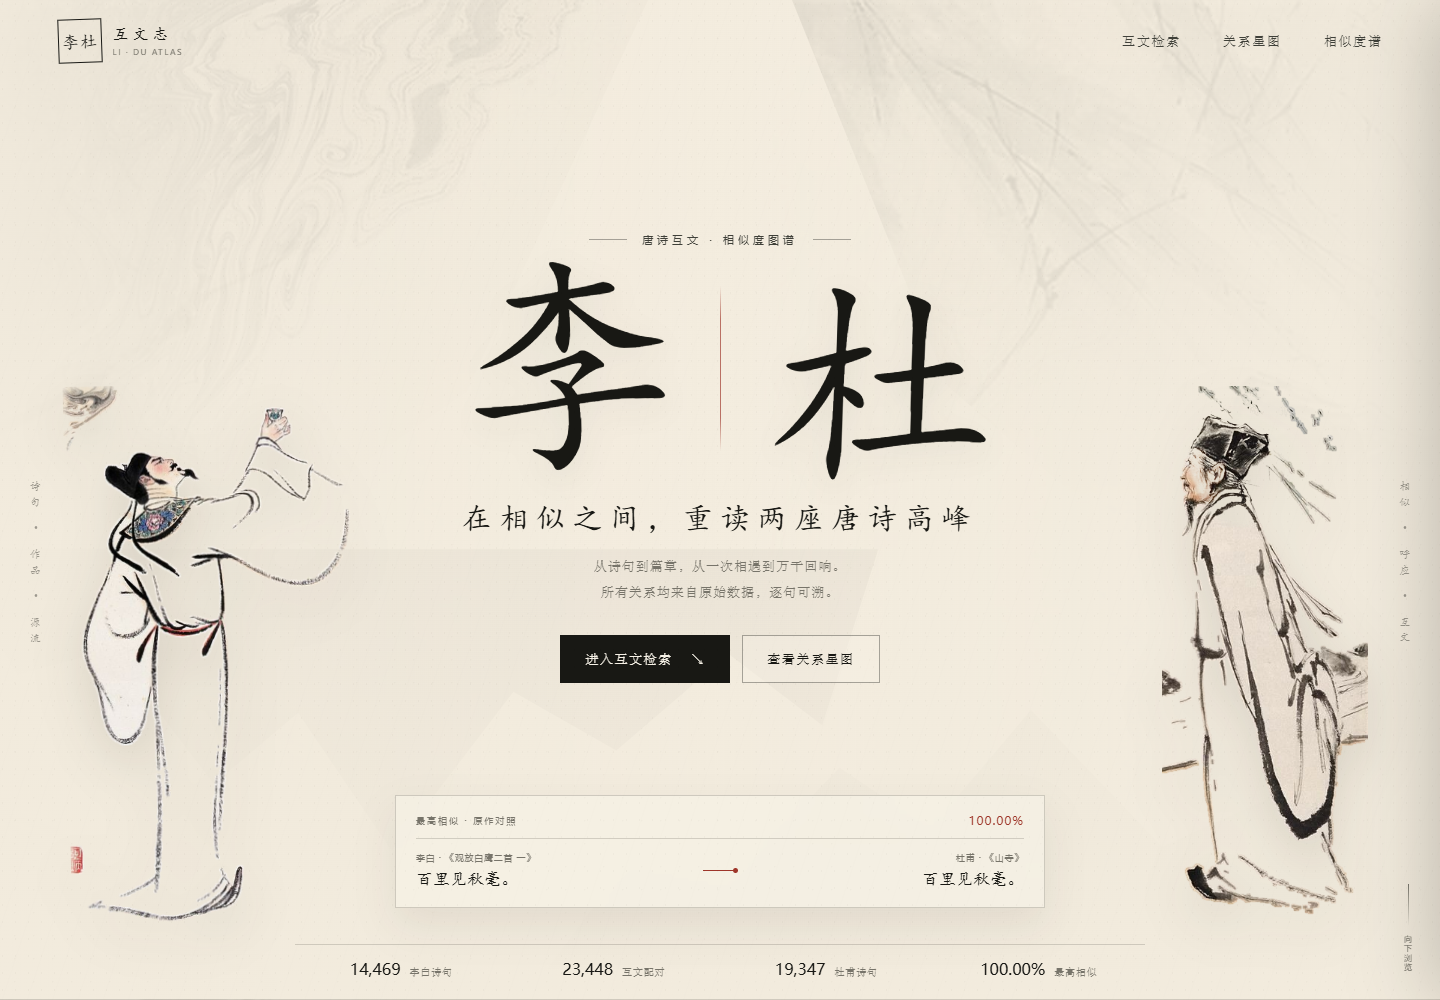 李杜
互文志
LI · DU ATLAS
互文检索
关系星图
相似度谱
唐诗互文 · 相似度图谱
李 杜
在相似之间，重读两座唐诗高峰
从诗句到篇章，从一次相遇到万千回响。
所有关系均来自原始数据，逐句可溯。
进入互文检索 ↘
查看关系星图
诗句 • 作品 • 源流
相似 • 呼应 • 互文
最高相似 · 原作对照
100.00%
李白 · 《观放白鹰二首 一》
百里见秋毫。
杜甫 · 《山寺》
百里见秋毫。
14,469 李白诗句
23,448 互文配对
19,347 杜甫诗句
100.00% 最高相似
向下浏览